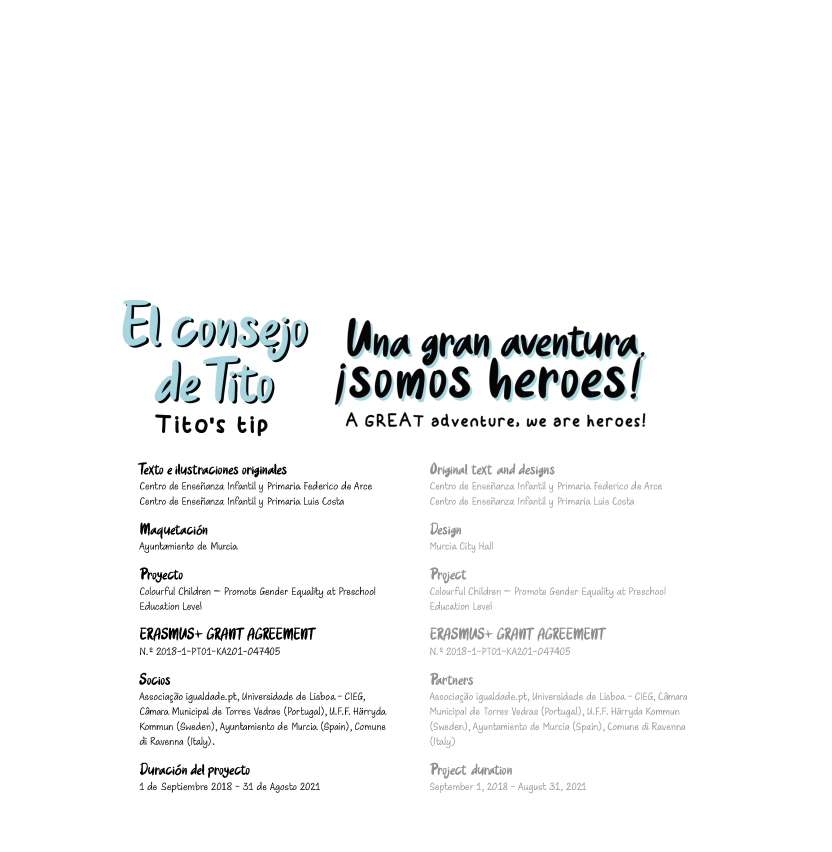 El consejo
de Tito
Tito's tip
Una gran aventura,
¡somos heroes!
A GREAT adventure, we are heroes!
Texto e ilustraciones originales
Centro de Enseñanza Infantil y Primaria Federico de Arce
Centro de Enseñanza Infantil y Primaria Luis Costa
Maquetación
Ayuntamiento de Murcia
Proyecto
Colourful Children – Promote Gender Equality at Preschool
Education Level
ERASMUS+ GRANT AGREEMENT
N.º 2018-1-PT01-KA201-047405
Socios
Associação igualdade.pt, Universidade de Lisboa - CIEG,
Câmara Municipal de Torres Vedras (Portugal), U.F.F. Härryda
Kommun (Sweden), Ayuntamiento de Murcia (Spain), Comune
di Ravenna (Italy).
Duración del proyecto
1 de Septiembre 2018 - 31 de Agosto 2021
Original text and designs
Centro de Enseñanza Infantil y Primaria Federico de Arce
Centro de Enseñanza Infantil y Primaria Luis Costa
Design
Murcia City Hall
Project
Colourful Children – Promote Gender Equality at Preschool
Education Level
ERASMUS+ GRANT AGREEMENT
N.º 2018-1-PT01-KA201-047405
Partners
Associação igualdade.pt, Universidade de Lisboa - CIEG, Câmara
Municipal de Torres Vedras (Portugal), U.F.F Härryda Kommun
(Sweden), Ayuntamiento de Murcia (Spain), Comune di Ravenna
(Italy)
Project duration
September 1, 2018 - August 31, 2021